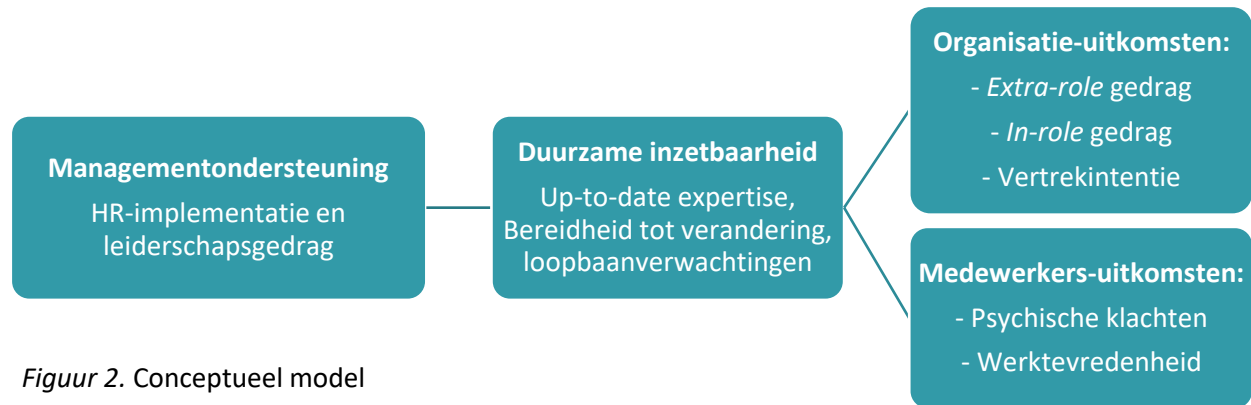 Managementondersteuning
HR-implementatie en
leiderschapsgedrag
Duurzame inzetbaarheid
Up-to-date expertise,
Bereidheid tot verandering,
loopbaanverwachtingen
Organisatie-uitkomsten:
- Extra-role gedrag
- In-role gedrag
- Vertrekintentie
Medewerkers-uitkomsten:
- Psychische klachten
- Werktevredenheid
Figuur 2. Conceptueel model